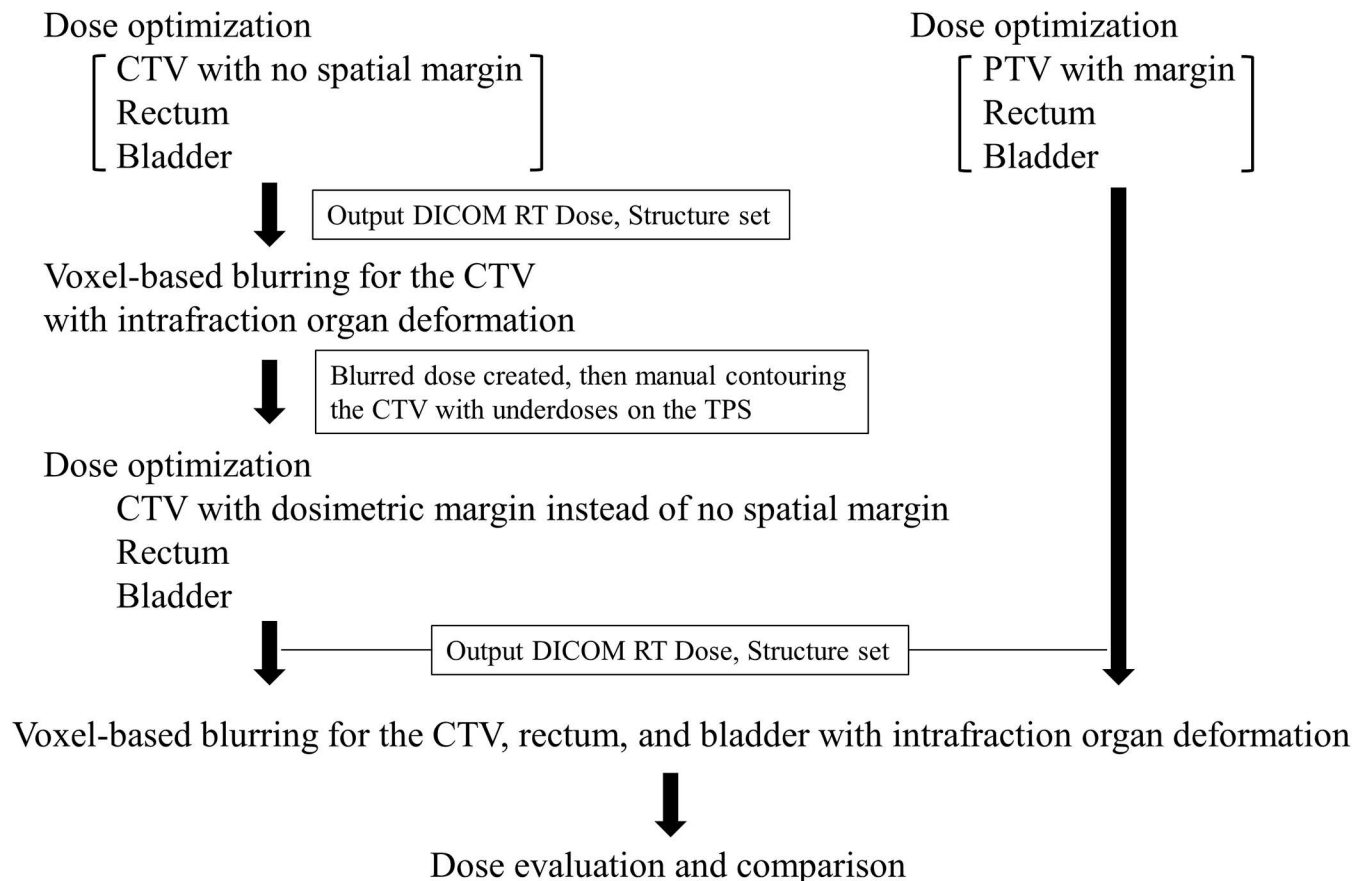 Dose optimization
CTV with no spatial margin
Rectum
Bladder
Dose optimization
PTV with margin
Rectum
Bladder
Output DICOM RT Dose, Structure set
Voxel-based blurring for the CTV
with intrafraction organ deformation
Blurred dose created, then manual contouring
the CTV with underdoses on the TPS
Dose optimization
CTV with dosimetric margin instead of no spatial margin
Rectum
Bladder
Output DICOM RT Dose, Structure set
Voxel-based blurring for the CTV, rectum, and bladder with intrafraction organ deformation
Dose evaluation and comparison